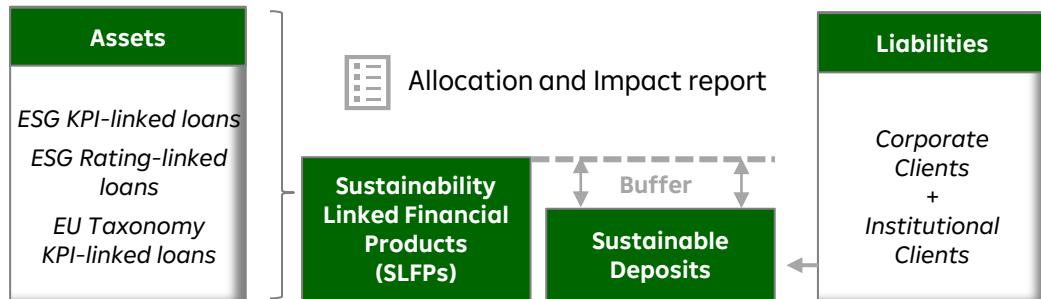 Assets
ESG KPI-linked loans
ESG Rating-linked
loans
EU Taxonomy
KPI-linked loans
Allocation and Impact report
Sustainability
Linked Financial
Products
(SLFPs)
Buffer
Sustainable
Deposits
Liabilities
Corporate
Clients
+
Institutional
Clients